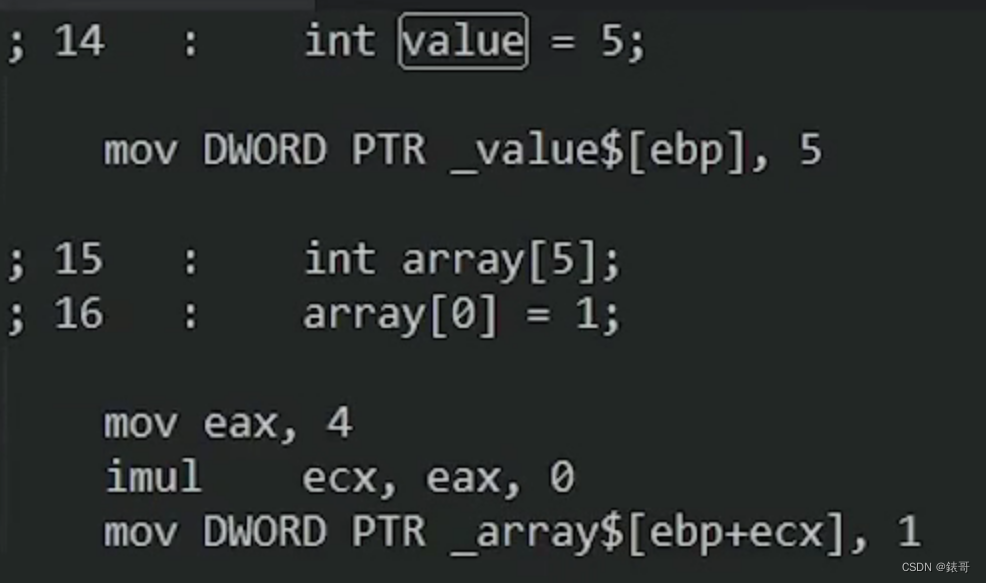 ; 14   :    int value = 5;
mov DWORD PTR _value$[ebp], 5
; 15   :    int array[5];
; 16   :    array[0] = 1;
mov eax, 4
imul    ecx, eax, 0
mov DWORD PTR _array$[ebp+ecx], 1
CSDN @錶哥